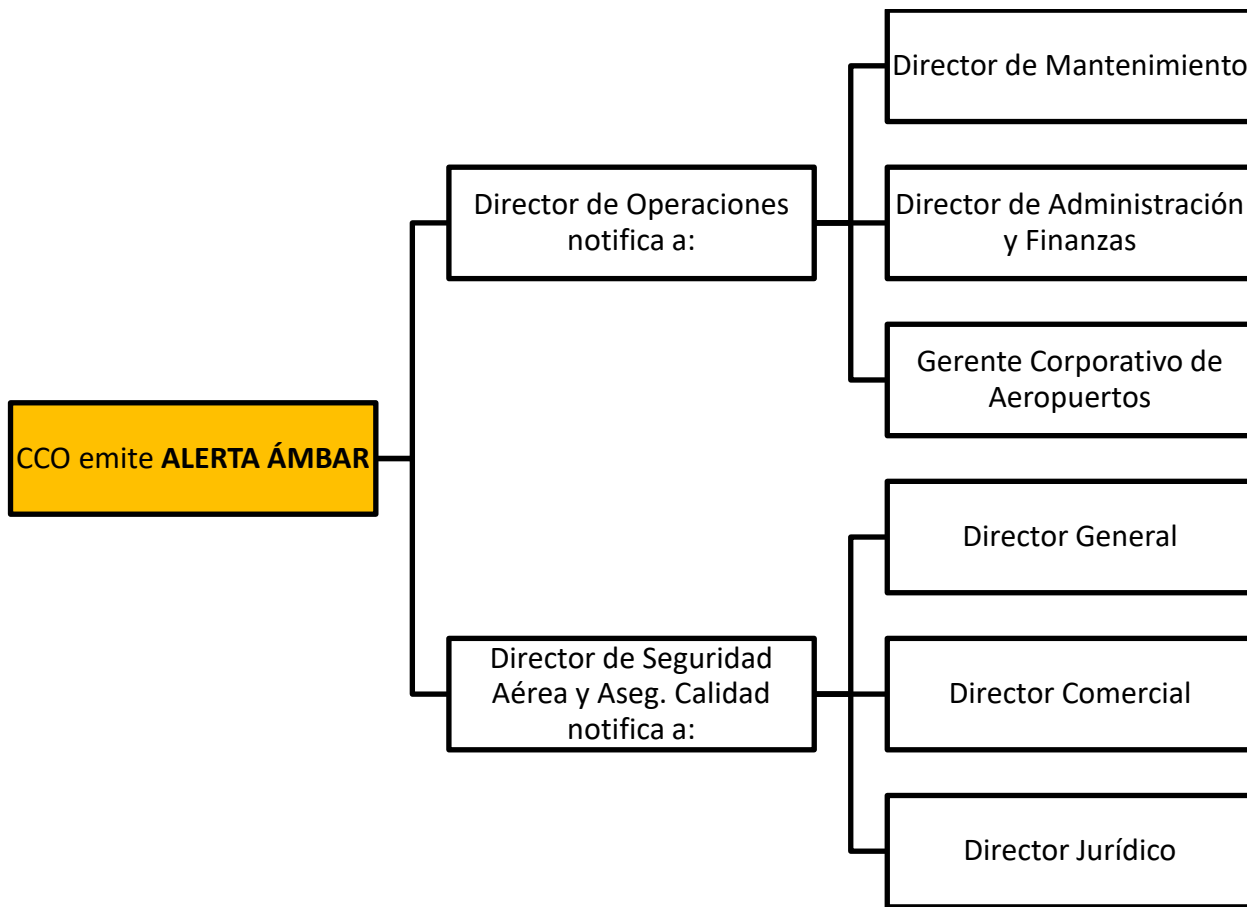 Director de Mantenimiento
Director de Operaciones
notifica a:
Director de Administración
y Finanzas
Gerente Corporativo de
Aeropuertos
CCO emite ALERTA ÁMBAR
Director General
Director de Seguridad
Aérea y Aseg. Calidad
notifica a:
Director Comercial
Director Jurídico